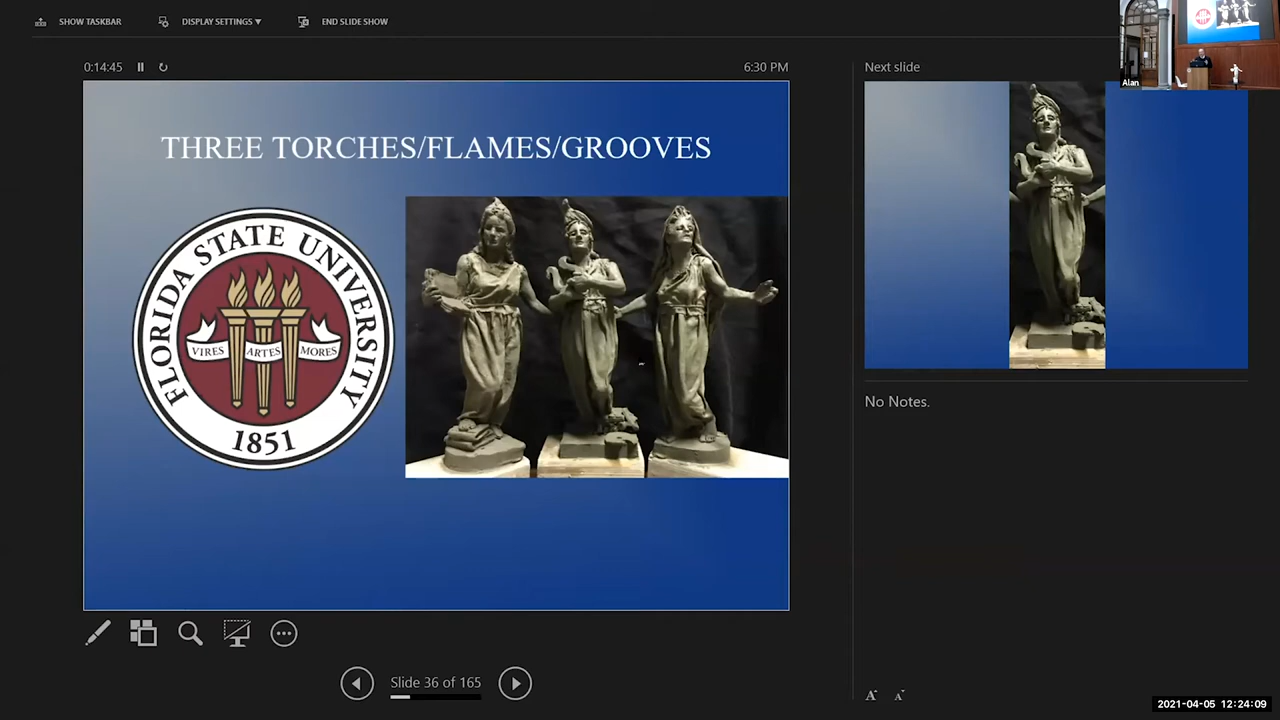 SHOW TASKBAR
DISPLAY SETTINGS ▼
END SLIDE SHOW
0:14:45
6:30 PM
Next slide
Alan
THREE TORCHES/FLAMES/GROOVES
FLORIDA STATE UNIVERSITY
VIRES ARTES MORES
1851
No Notes.
Slide 36 of 165
A A
2021-04-05 12:24:09